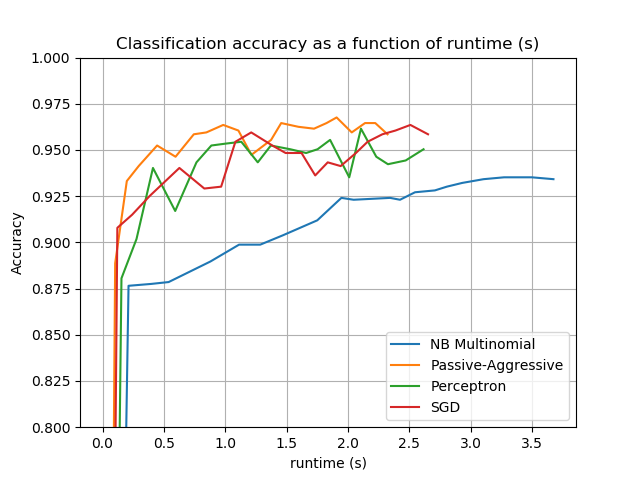 Classification accuracy as a function of runtime (s)
1.000
0.975
0.950
0.925
0.900
0.875
0.850
0.825
0.800
Accuracy
NB Multinomial
Passive-Aggressive
Perceptron
SGD
0.0 0.5 1.0 1.5 2.0 2.5 3.0 3.5
runtime (s)